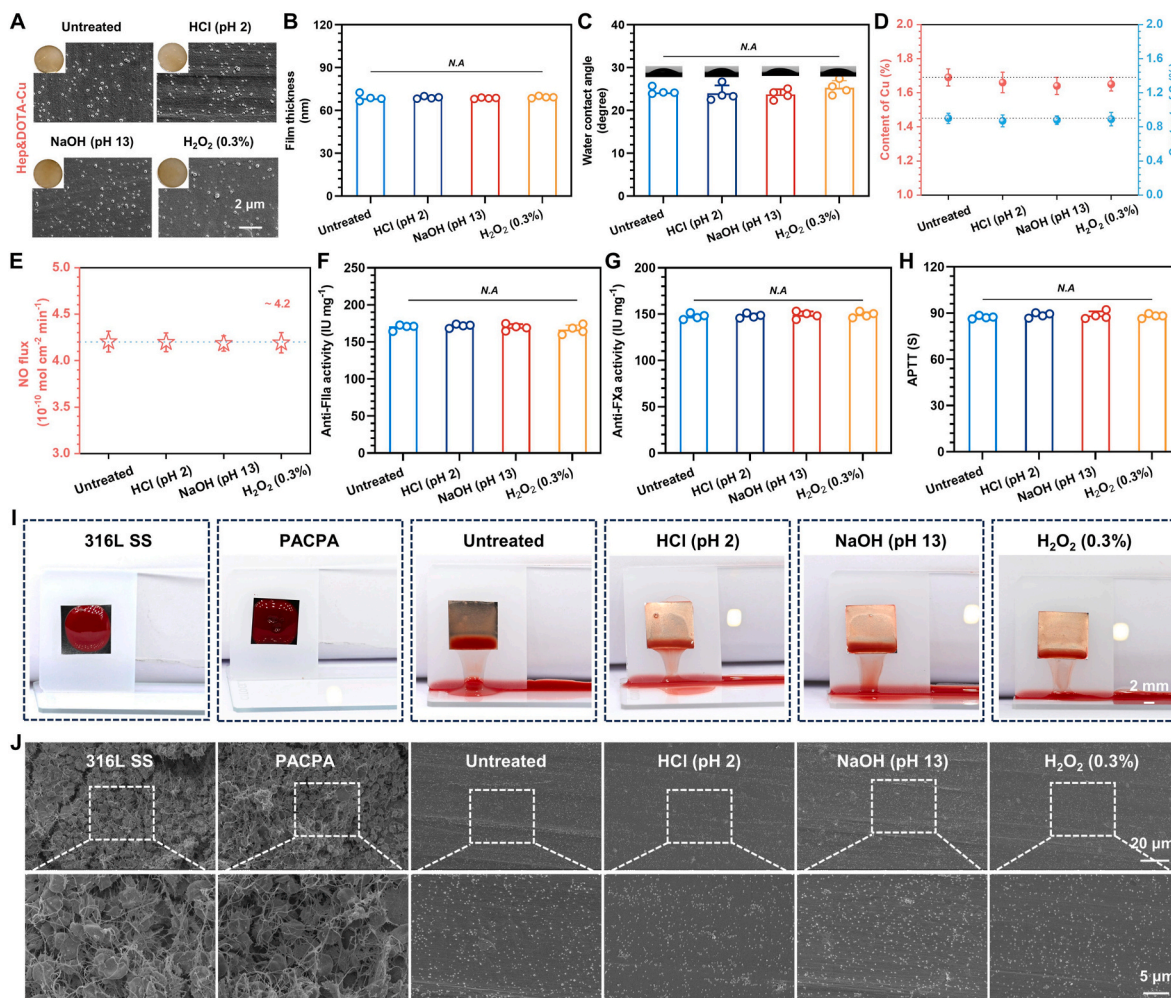 A
Untreated
HCl (pH 2)
NaOH (pH 13)
H₂O₂ (0.3%)
Hep&DOTA-Cu
2 μm
B
Film thickness
(nm)
120
90
60
30
0
N.A
Untreated
HCl (pH 2)
NaOH (pH 13)
H₂O₂ (0.3%)
C
Water contact angle
(degree)
40
30
20
10
0
N.A
Untreated
HCl (pH 2)
NaOH (pH 13)
H₂O₂ (0.3%)
D
Content of Cu (%)
2.0
1.8
1.6
1.4
1.2
1.0
2.0
1.5
1.0
0.5
0.0
Untreated
HCl (pH 2)
NaOH (pH 13)
H₂O₂ (0.3%)
E
NO flux
(10⁻¹⁰ mol cm⁻² min⁻¹)
5.0
4.5
4.0
3.5
3.0
~ 4.2
Untreated
HCl (pH 2)
NaOH (pH 13)
H₂O₂ (0.3%)
F
Anti-FIIa activity (IU mg⁻¹)
250
200
150
100
50
0
N.A
Untreated
HCl (pH 2)
NaOH (pH 13)
H₂O₂ (0.3%)
G
Anti-FXa activity (IU mg⁻¹)
200
150
100
50
0
N.A
Untreated
HCl (pH 2)
NaOH (pH 13)
H₂O₂ (0.3%)
H
APTT (S)
120
90
60
30
0
N.A
Untreated
HCl (pH 2)
NaOH (pH 13)
H₂O₂ (0.3%)
I
316L SS
PACPA
Untreated
HCl (pH 2)
NaOH (pH 13)
H₂O₂ (0.3%)
2 mm
J
316L SS
PACPA
Untreated
HCl (pH 2)
NaOH (pH 13)
H₂O₂ (0.3%)
20 μm
5 μm